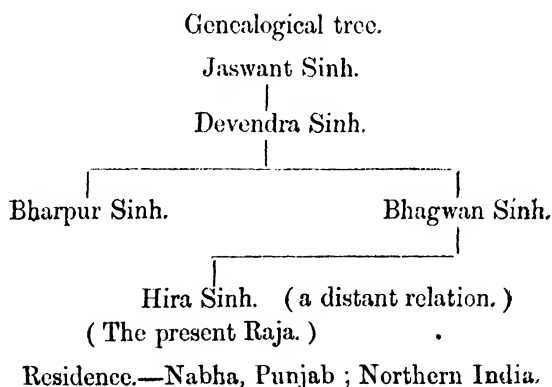 Genealogical tree.
Jaswant Sinh.
Devendra Sinh.
Bharpur Sinh. Bhagwan Sinh.
Hira Sinh. ( a distant relation. )
( The present Raja. )
Residence.—Nabha, Punjab ; Northern India.